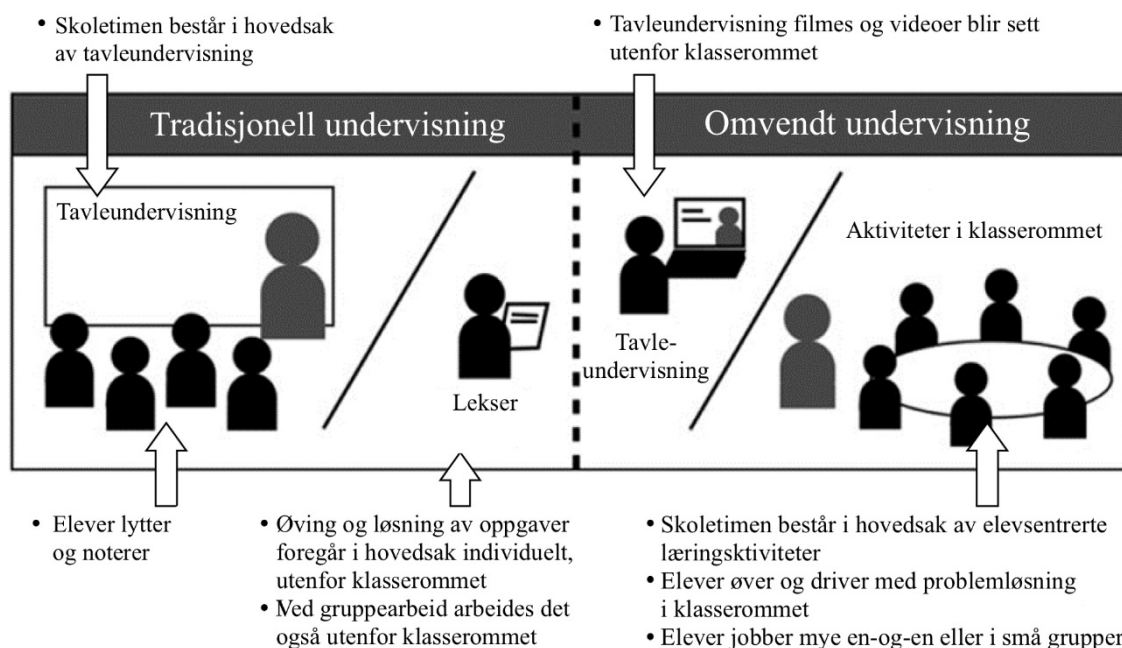 • Skoletimen består i hovedsak
av tavleundervisning
• Tavleundervisning filmes og videoer blir sett
utenfor klasserommet
Tradisjonell undervisning
Omvendt undervisning
Tavleundervisning
Lekser
Tavle-
undervisning
Aktiviteter i klasserommet
• Elever lytter
og noterer
• Øving og løsning av oppgaver
foregår i hovedsak individuelt,
utenfor klasserommet
• Ved gruppearbeid arbeides det
også utenfor klasserommet
• Skoletimen består i hovedsak av elevsentrerte
læringsktiviteter
• Elever øver og driver med problemløsning
i klasserommet
• Elever jobber mye en-og-en eller i små grupper